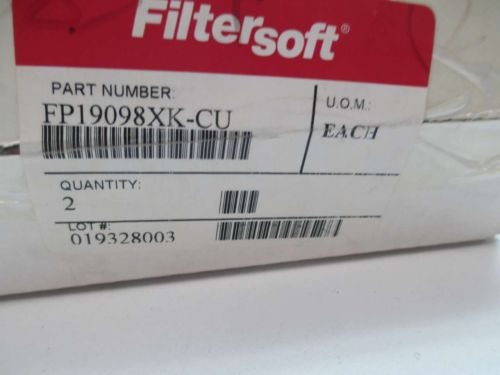 Filtersoft®
PART NUMBER:
FP19098XK-CU
U.O.M.:
EACH
QUANTITY:
2
LOT #:
019328003